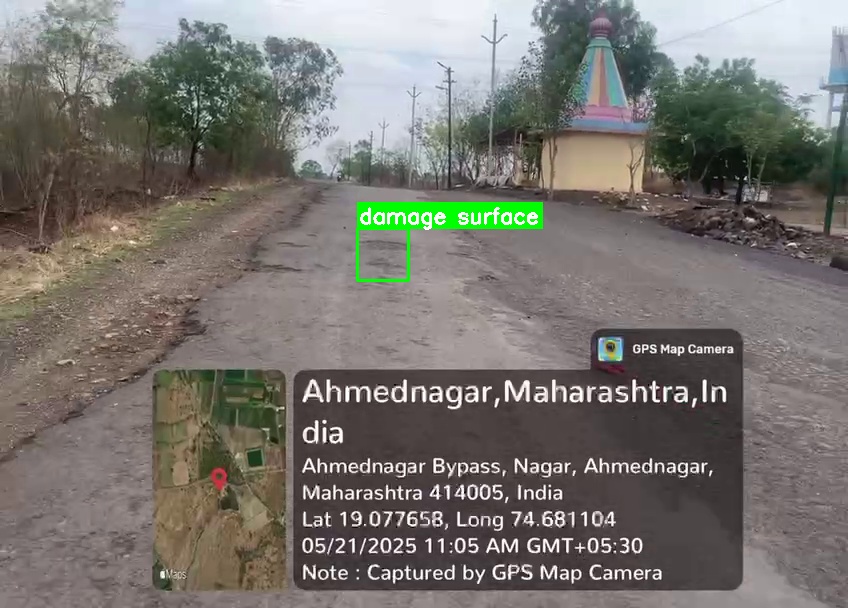 damage surface
GPS Map Camera
Ahmednagar,Maharashtra,In
dia
Ahmednagar Bypass, Nagar, Ahmednagar,
Maharashtra 414005, India
Lat 19.077658, Long 74.681104
05/21/2025 11:05 AM GMT+05:30
Note : Captured by GPS Map Camera
Maps